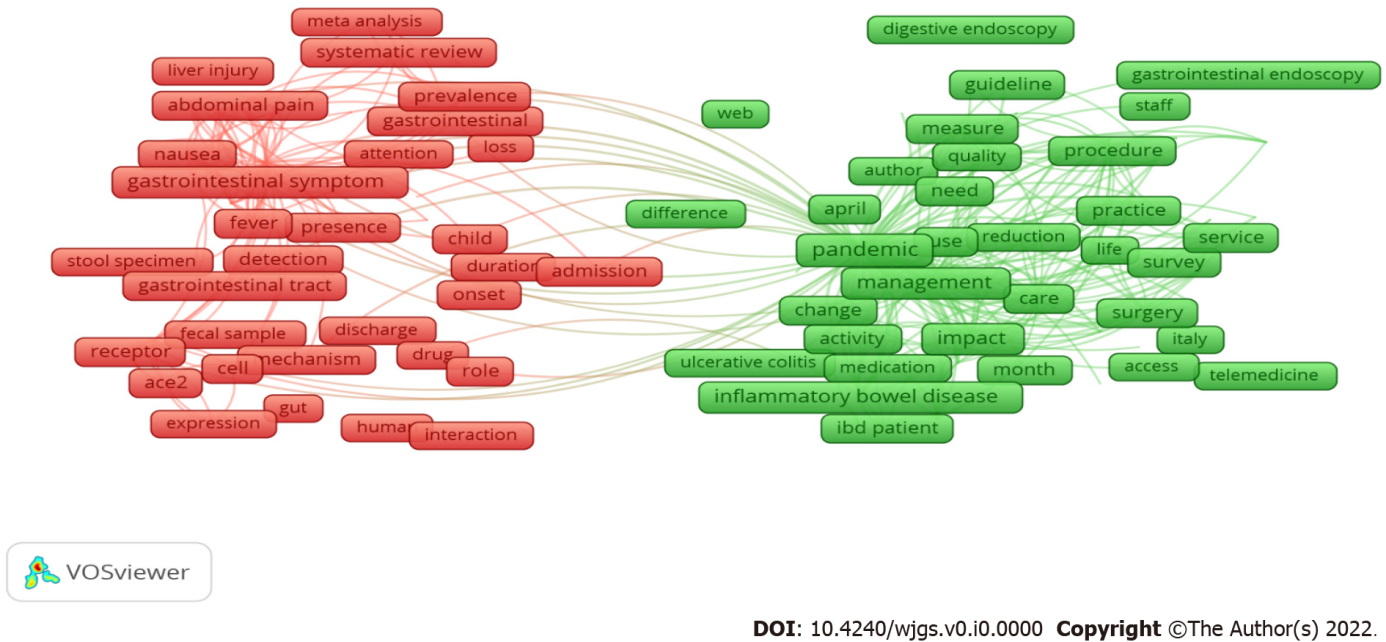 meta analysis
systematic review
liver injury
abdominal pain
prevalence
gastrointestinal
loss
nausea
attention
gastrointestinal symptom
fever
presence
child
stool specimen
detection
duration
admission
gastrointestinal tract
onset
fecal sample
discharge
receptor
mechanism
drug
cell
role
ace2
gut
expression
human
interaction
digestive endoscopy
gastrointestinal endoscopy
guideline
staff
web
measure
quality
procedure
author
need
difference
april
practice
pandemic
use
reduction
service
life
survey
management
care
change
surgery
activity
impact
italy
ulcerative colitis
medication
month
access
telemedicine
inflammatory bowel disease
ibd patient
VOSviewer
DOI: 10.4240/wjgs.v0.i0.0000 Copyright ©The Author(s) 2022.